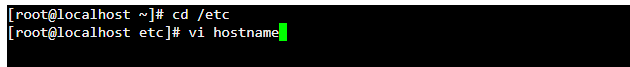 [root@localhost ~]# cd /etc
[root@localhost etc]# vi hostname